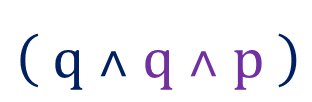 ( q ∧ q ∧ p )